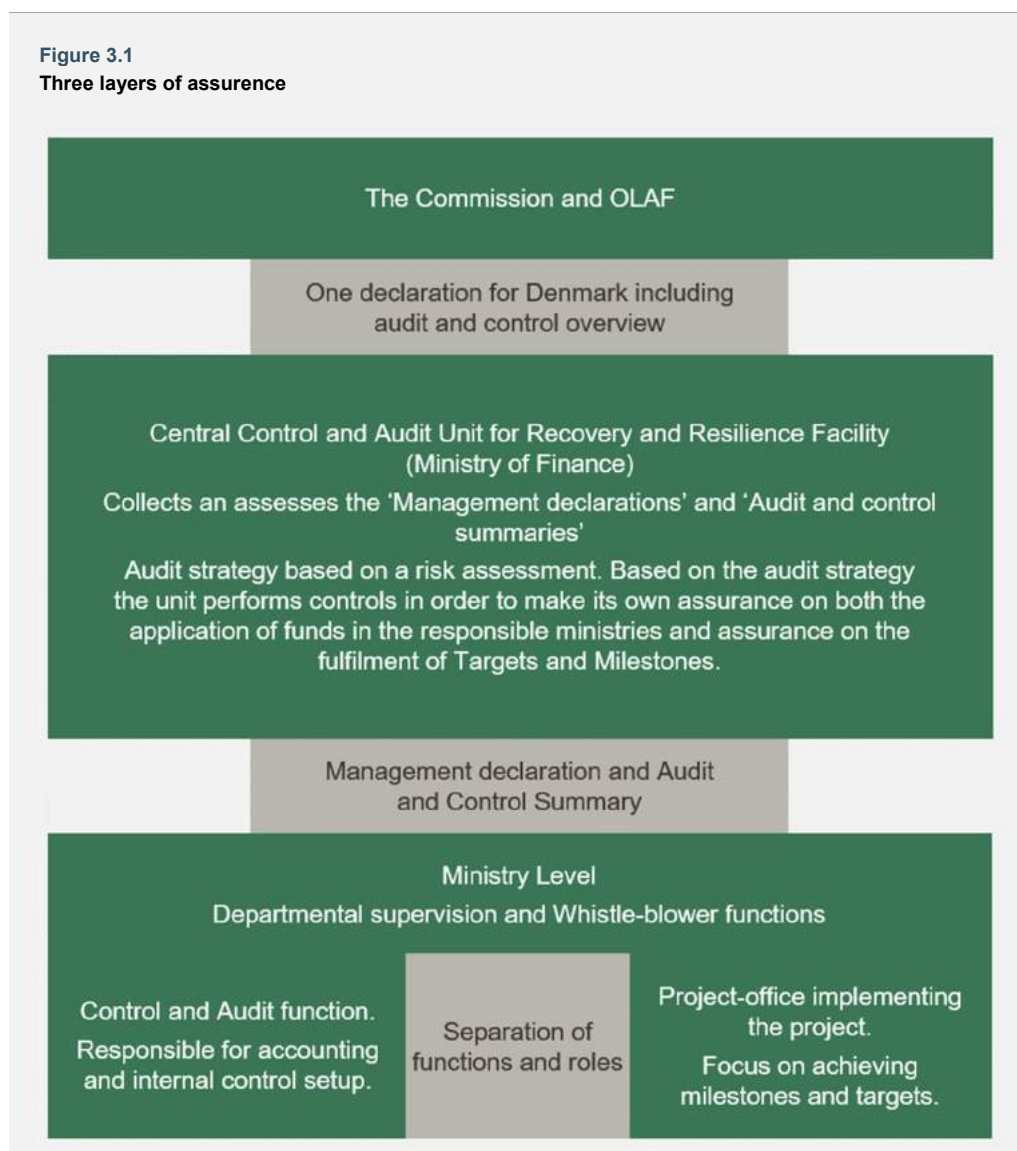 Figure 3.1
Three layers of assurence
The Commission and OLAF
One declaration for Denmark including
audit and control overview
Central Control and Audit Unit for Recovery and Resilience Facility
(Ministry of Finance)
Collects an assesses the ‘Management declarations’ and ‘Audit and control
summaries’
Audit strategy based on a risk assessment. Based on the audit strategy
the unit performs controls in order to make its own assurance on both the
application of funds in the responsible ministries and assurance on the
fulfilment of Targets and Milestones.
Management declaration and Audit
and Control Summary
Ministry Level
Departmental supervision and Whistle-blower functions
Control and Audit function.
Responsible for accounting
and internal control setup.
Separation of
functions and roles
Project-office implementing
the project.
Focus on achieving
milestones and targets.